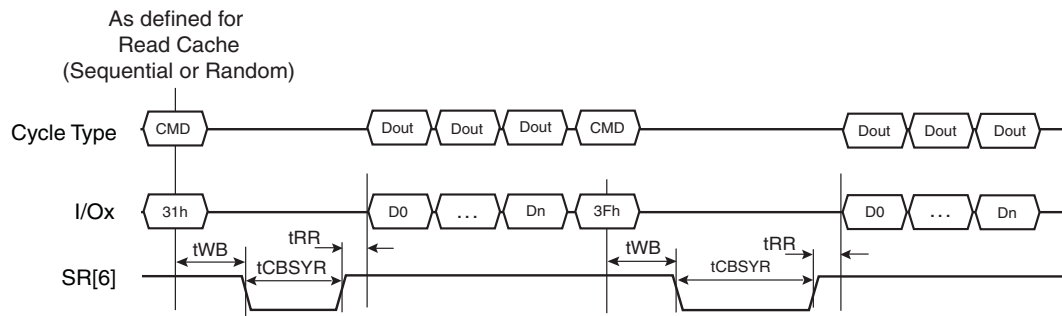 As defined for
Read Cache
(Sequential or Random)
Cycle Type CMD Dout Dout Dout CMD Dout Dout Dout
I/Ox 31h D0 ... Dn 3Fh D0 ... Dn
tWB tRR tWB tRR
SR[6] tCBSYR tCBSYR